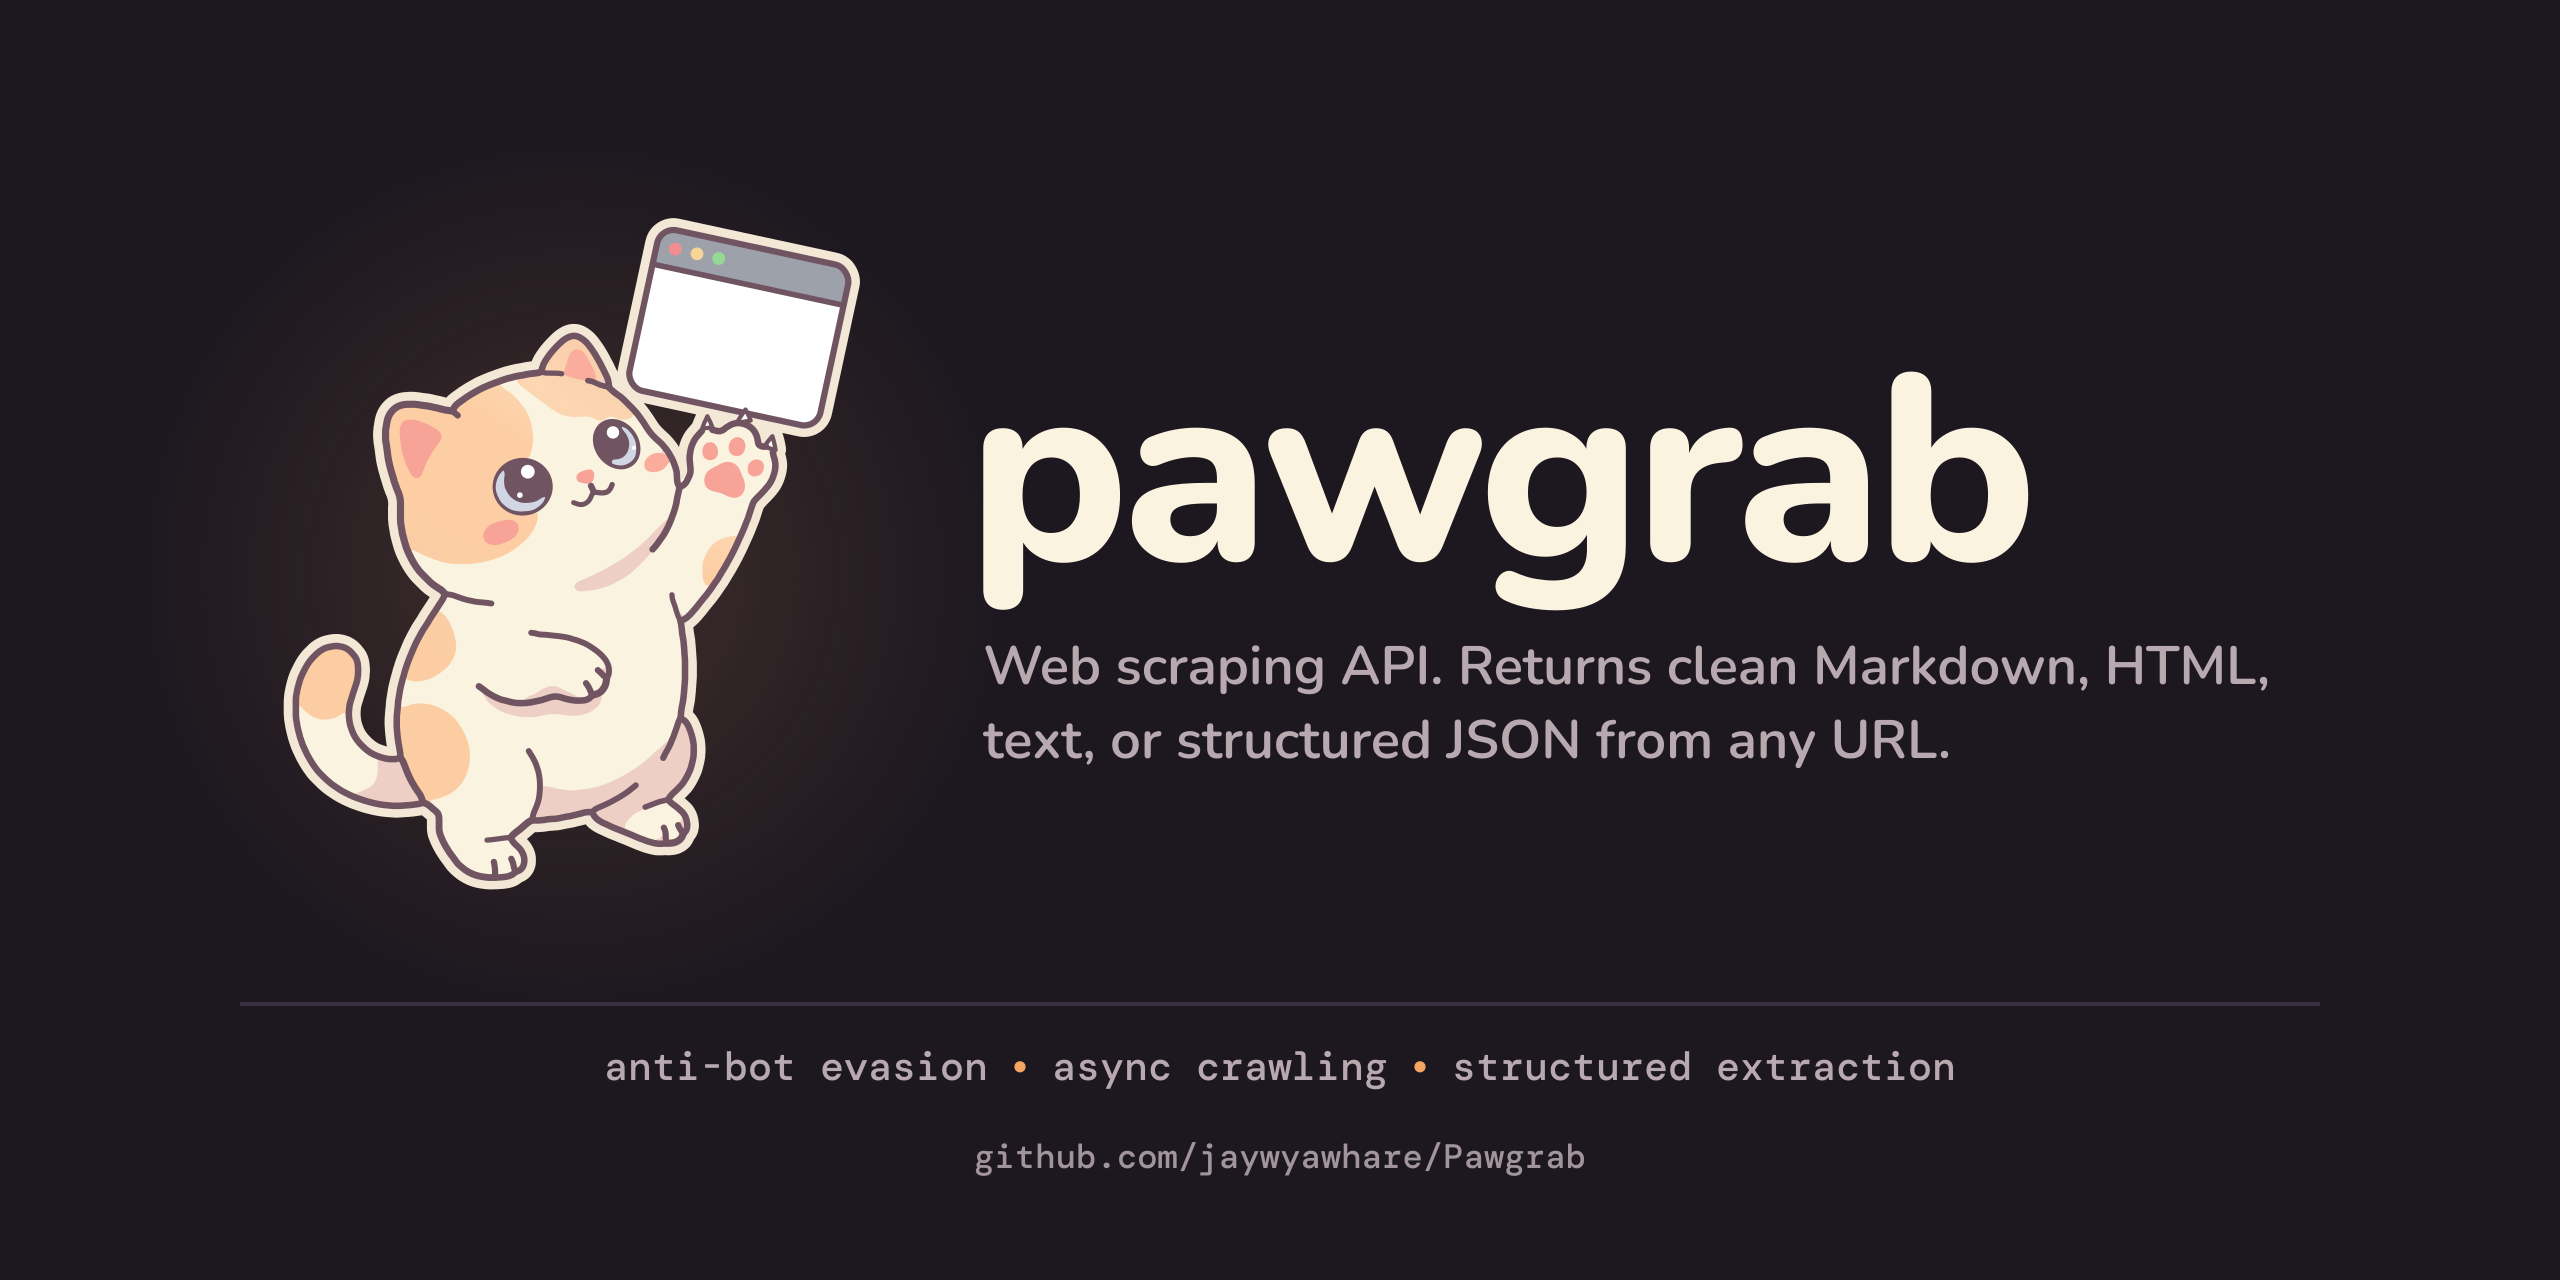 pawgrab
Web scraping API. Returns clean Markdown, HTML,
text, or structured JSON from any URL.
anti-bot evasion • async crawling • structured extraction
github.com/jaywyawhare/Pawgrab